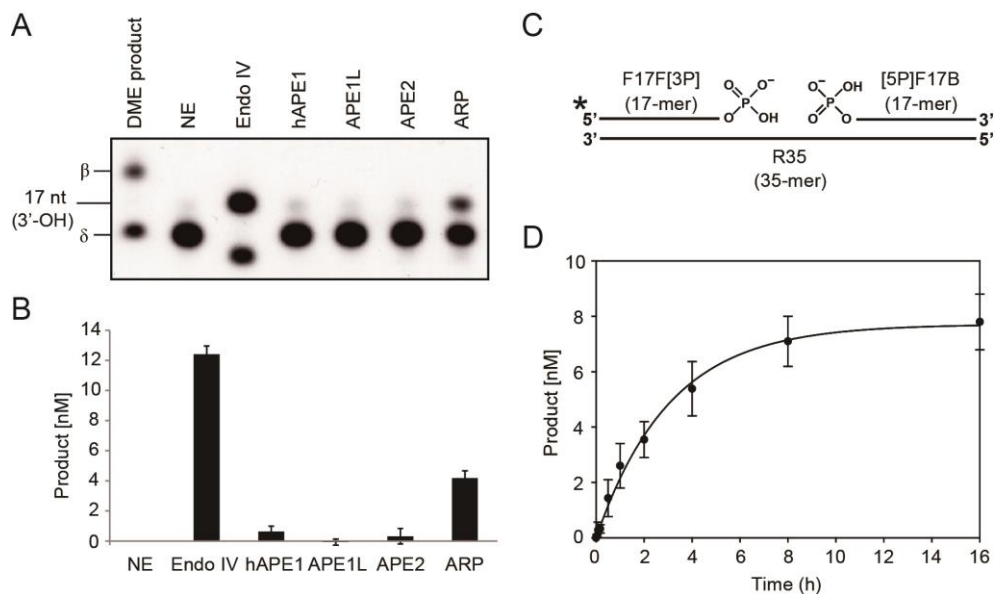 A
DME product
NE
Endo IV
hAPE1
APE1L
APE2
ARP
β
17 nt
(3'-OH)
δ
B
Product [nM]
14
12
10
8
6
4
2
0
NE Endo IV hAPE1 APE1L APE2 ARP
C
F17F[3P]
(17-mer)
[5P]F17B
(17-mer)
O O⁻
P
O OH
O⁻ OH
P
O O
*
5' 3'
3' 5'
R35
(35-mer)
D
Product [nM]
10
8
6
4
2
0
0 2 4 6 8 10 12 14 16
Time (h)